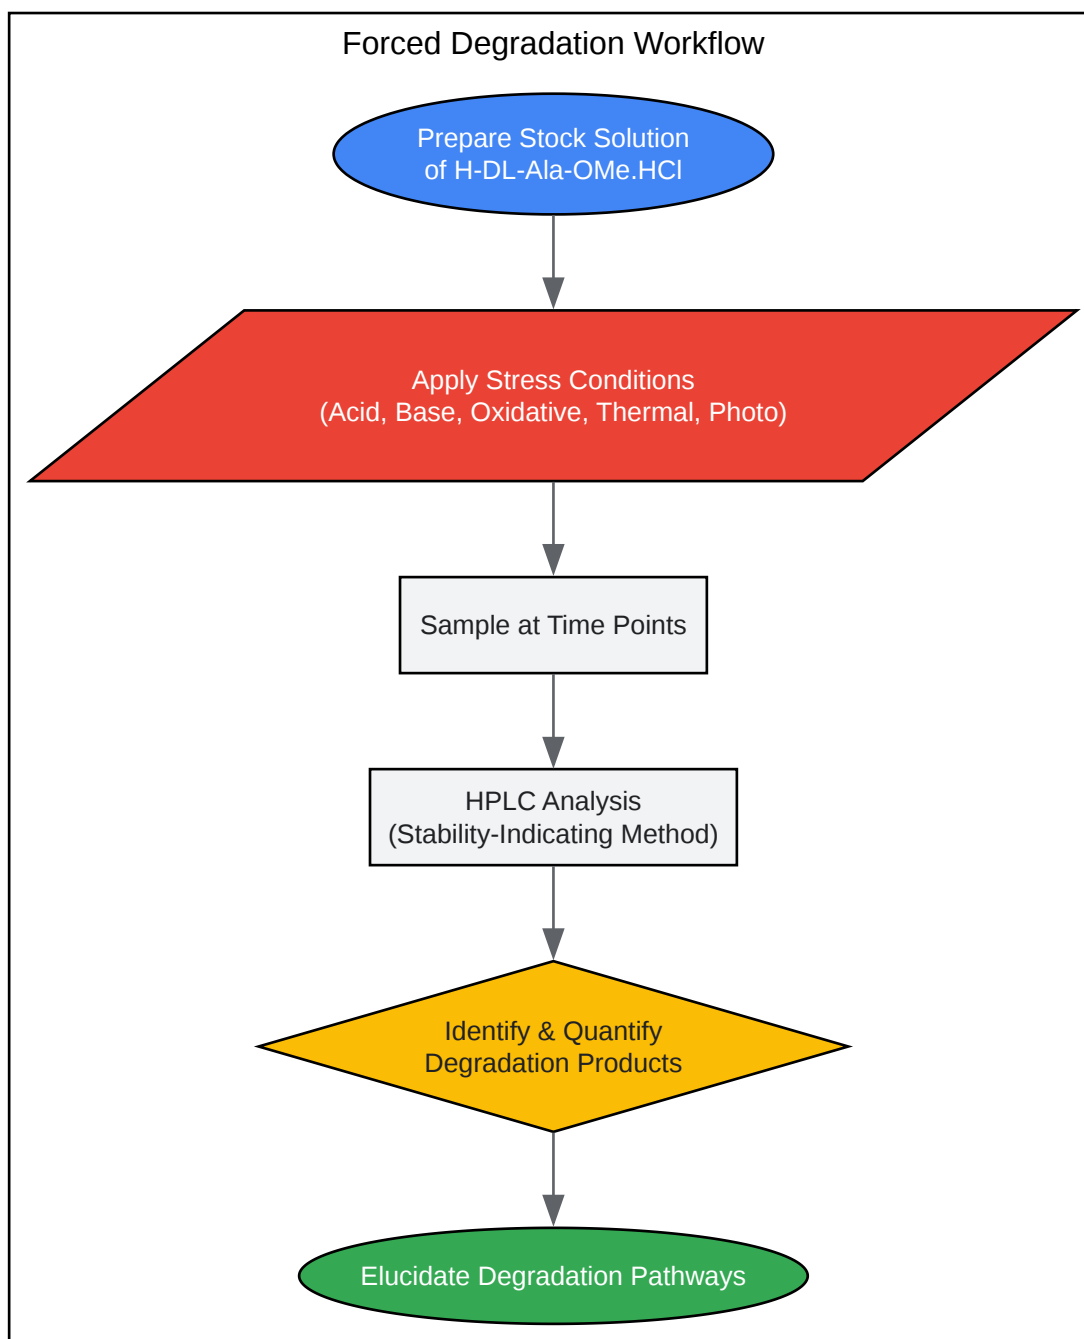 Forced Degradation Workflow
Prepare Stock Solution
of H-DL-Ala-OMe.HCl
Apply Stress Conditions
(Acid, Base, Oxidative, Thermal, Photo)
Sample at Time Points
HPLC Analysis
(Stability-Indicating Method)
Identify & Quantify
Degradation Products
Elucidate Degradation Pathways